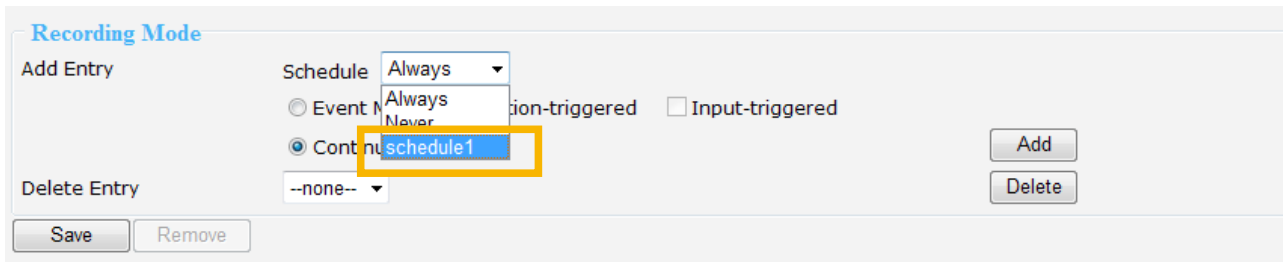 Recording Mode
Add Entry
Schedule Always
Always
Event M tion-triggered Input-triggered
Never
Continu schedule1 Add
Delete Entry --none-- Delete
Save Remove